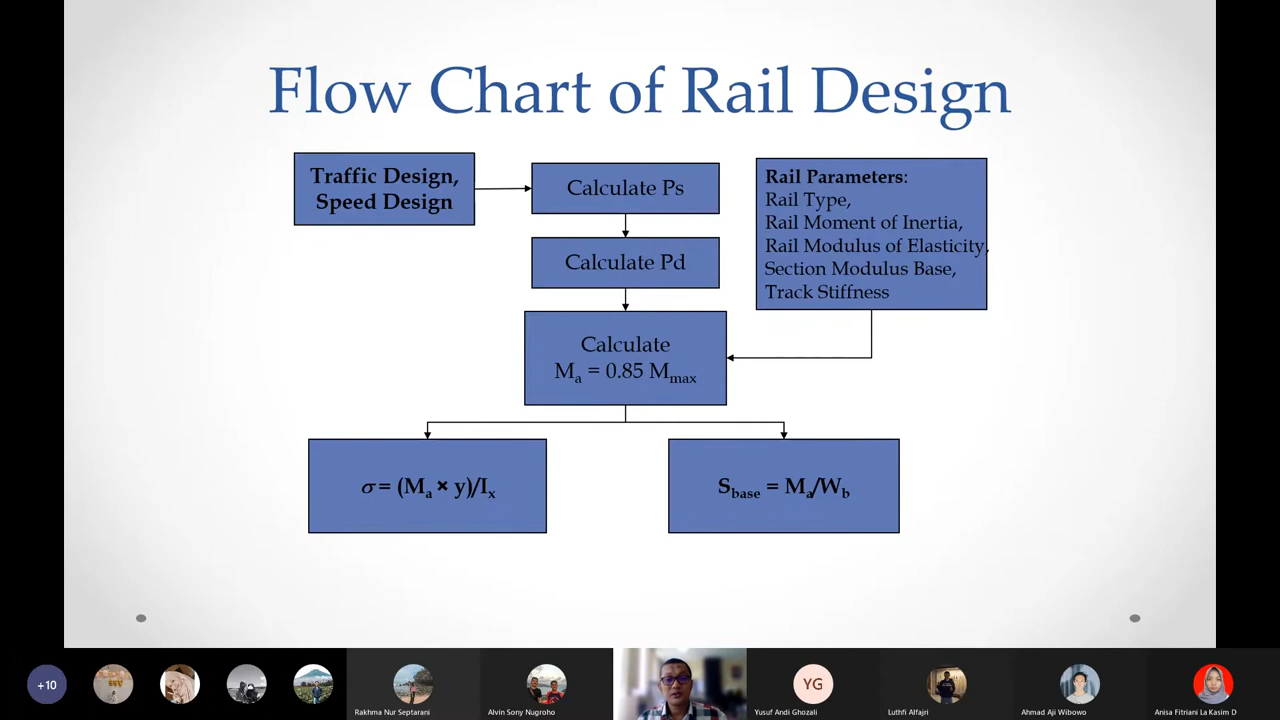 Flow Chart of Rail Design
Traffic Design,
Speed Design
Calculate Ps
Calculate Pd
Rail Parameters:
Rail Type,
Rail Moment of Inertia,
Rail Modulus of Elasticity,
Section Modulus Base,
Track Stiffness
Calculate
Mₐ = 0.85 Mmax
σ = (Mₐ × y)/Iₓ
Sbase = Mₐ/Wb
+10
Rakhma Nur Septarani
Alvin Sony Nugroho
YG
Yusuf Andi Ghozali
Luthfi Alfajri
Ahmad Aji Wibowo
Anisa Fitriani La Kasim D